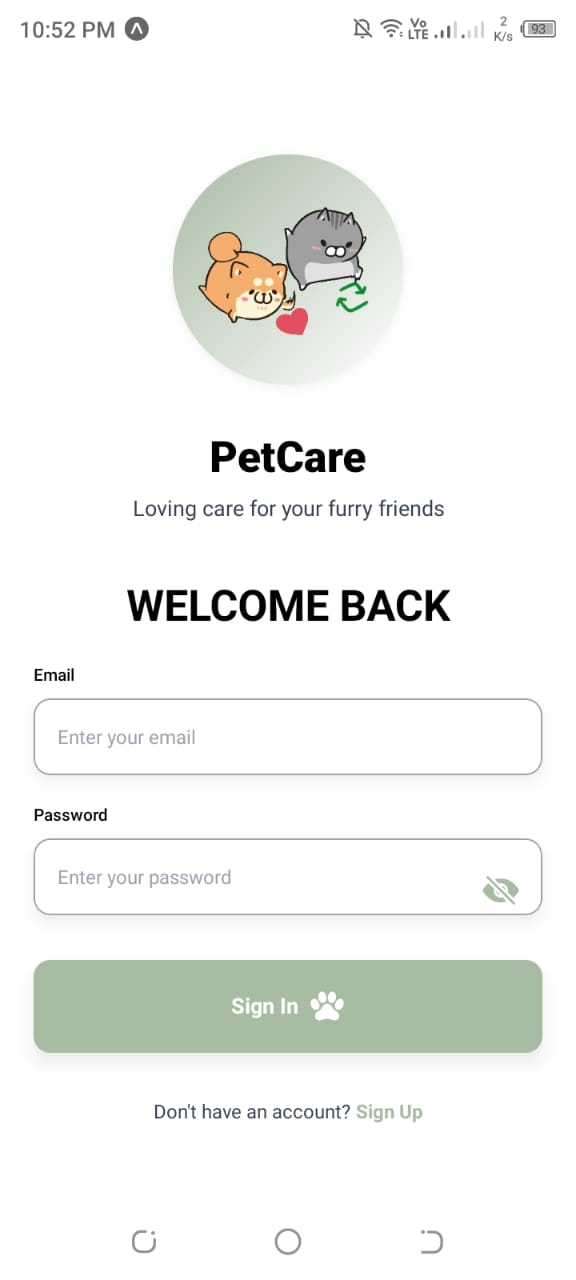 10:52 PM
Vo LTE 2 K/s 93
PetCare
Loving care for your furry friends
WELCOME BACK
Email
Enter your email
Password
Enter your password
Sign In
Don't have an account? Sign Up